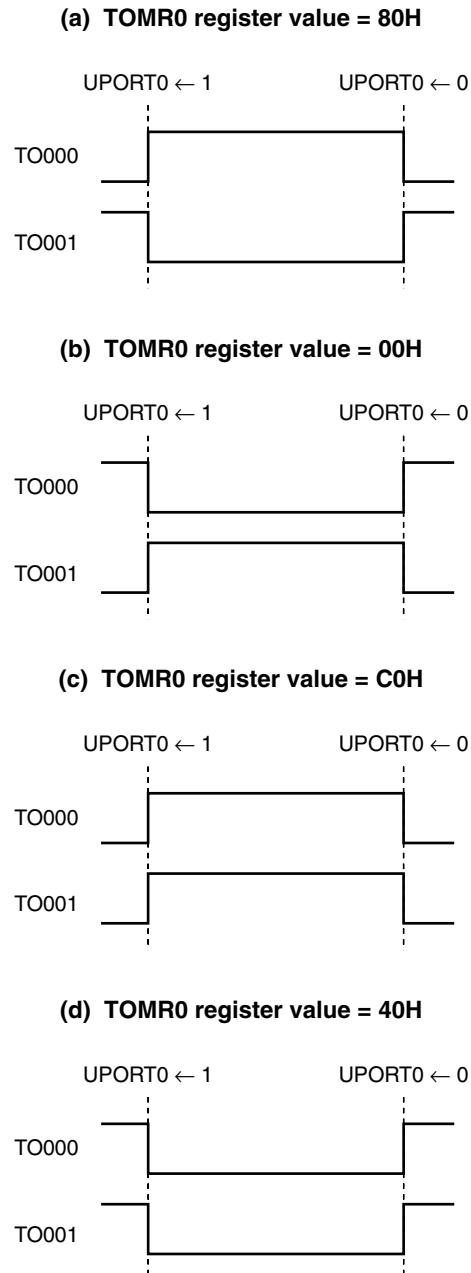 (a) TOMR0 register value = 80H
UPORT0 ← 1 UPORT0 ← 0
TO000
TO001
(b) TOMR0 register value = 00H
UPORT0 ← 1 UPORT0 ← 0
TO000
TO001
(c) TOMR0 register value = C0H
UPORT0 ← 1 UPORT0 ← 0
TO000
TO001
(d) TOMR0 register value = 40H
UPORT0 ← 1 UPORT0 ← 0
TO000
TO001